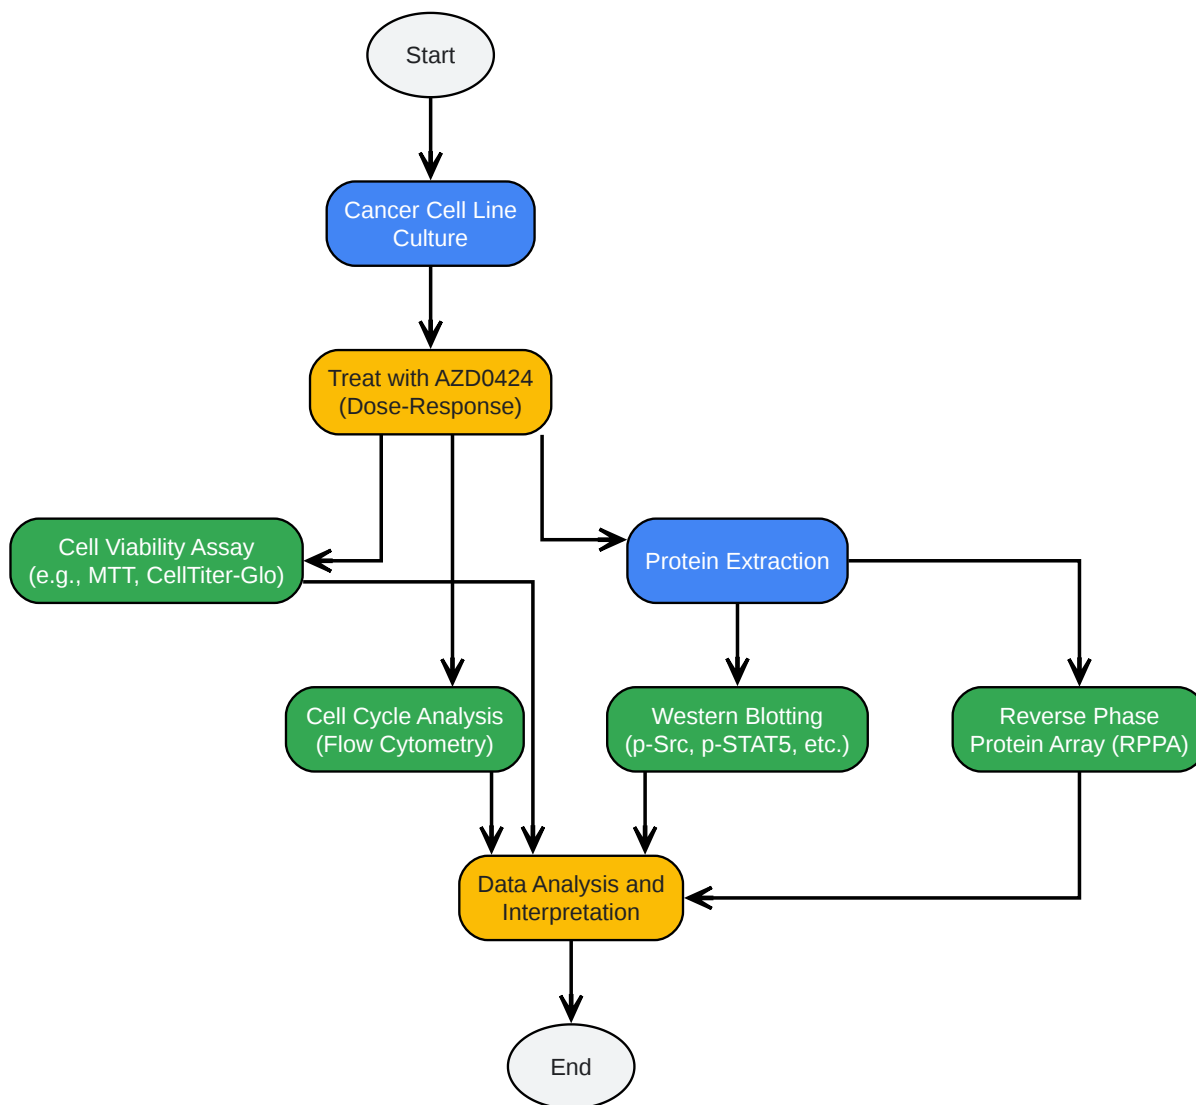 Start
Cancer Cell Line
Culture
Treat with AZD0424
(Dose-Response)
Cell Viability Assay
(e.g., MTT, CellTiter-Glo)
Protein Extraction
Cell Cycle Analysis
(Flow Cytometry)
Western Blotting
(p-Src, p-STAT5, etc.)
Reverse Phase
Protein Array (RPPA)
Data Analysis and
Interpretation
End